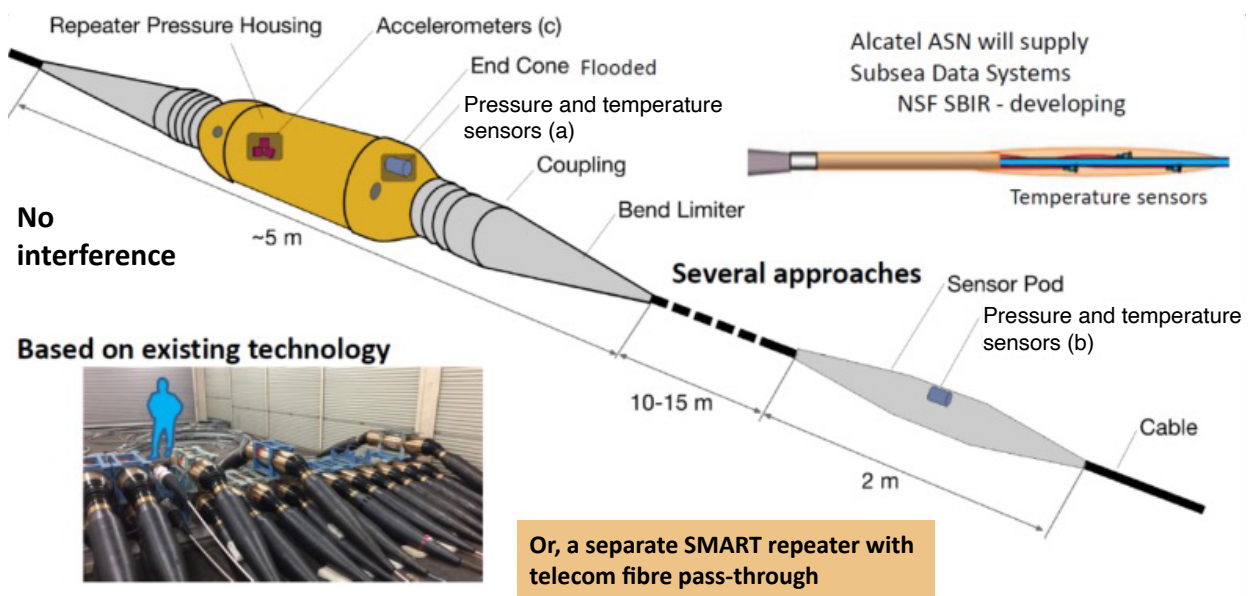 Repeater Pressure Housing
Accelerometers (c)
End Cone Flooded
Pressure and temperature
sensors (a)
Coupling
Bend Limiter
~5 m
No
interference
Alcatel ASN will supply
Subsea Data Systems
NSF SBIR - developing
Temperature sensors
Several approaches
Sensor Pod
Pressure and temperature
sensors (b)
10-15 m
Cable
2 m
Based on existing technology
Or, a separate SMART repeater with
telecom fibre pass-through